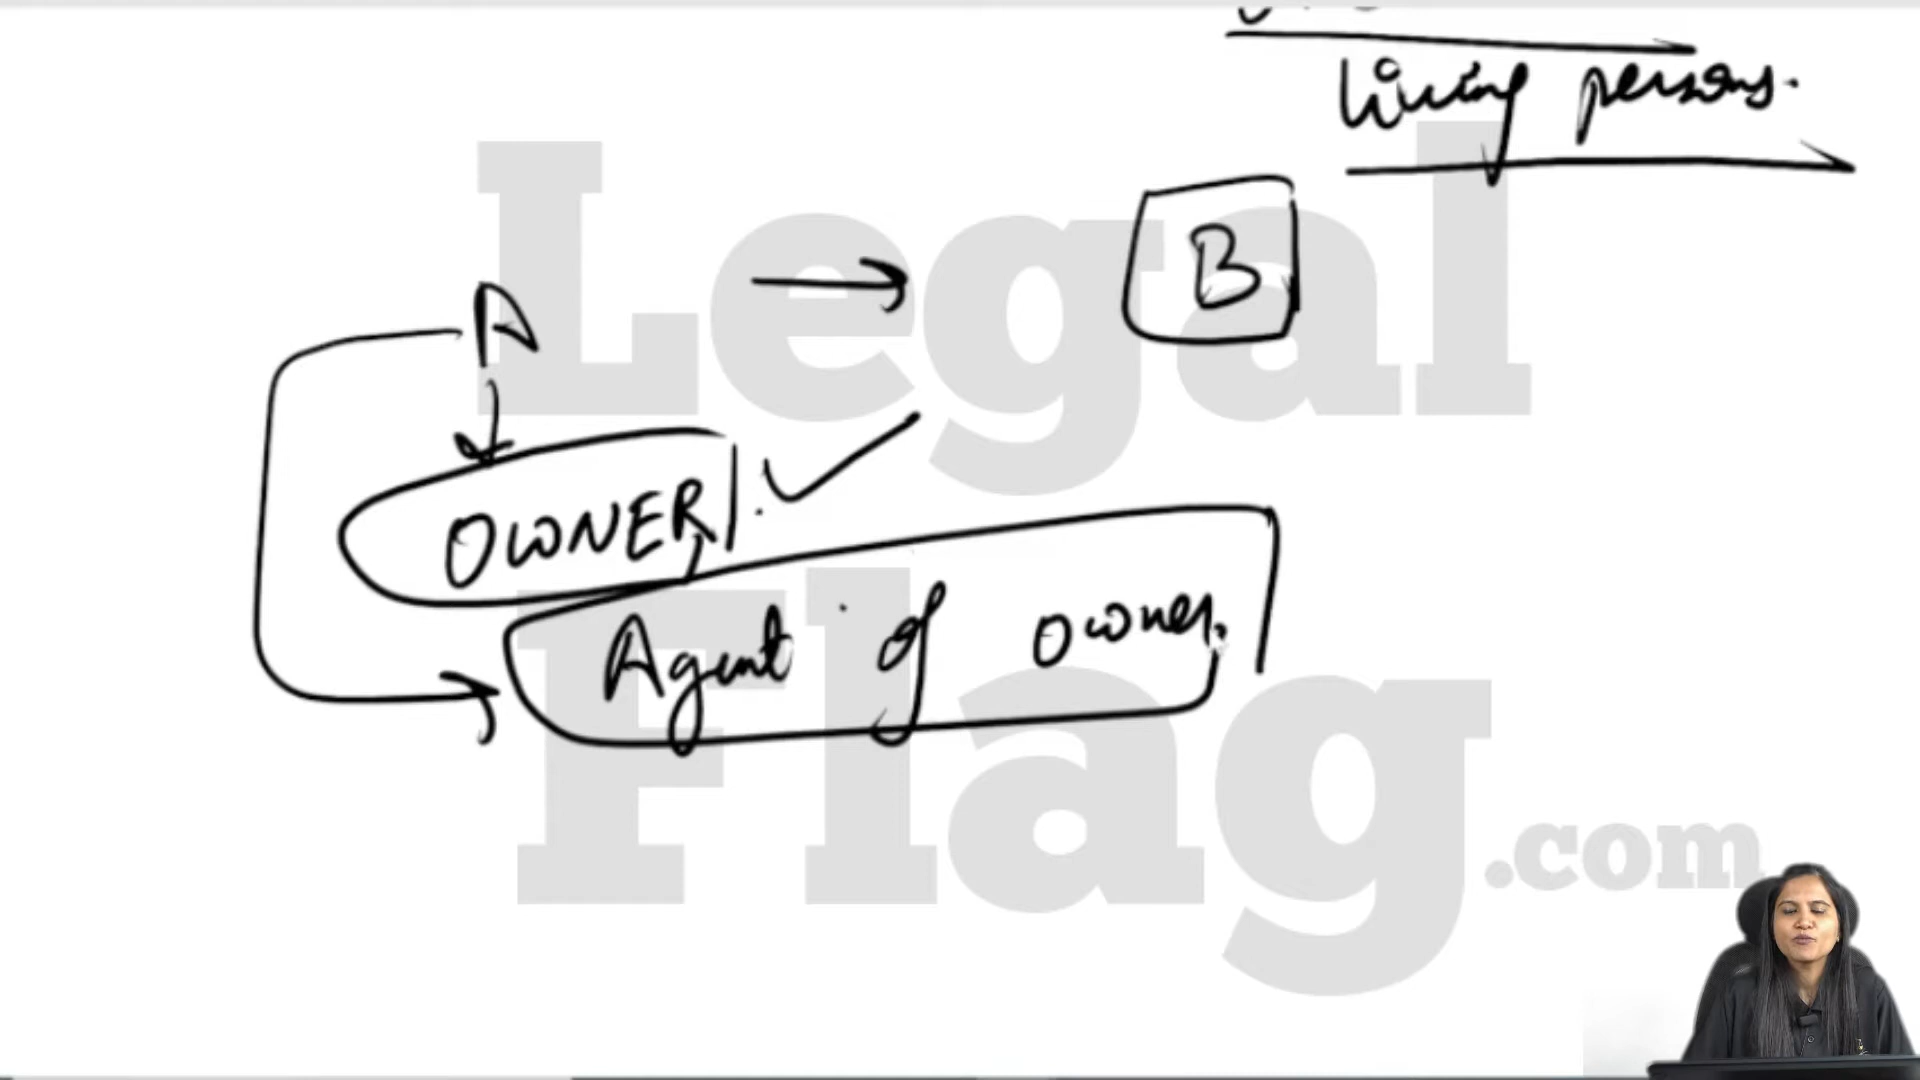 living persons.
A → B
OWNER.
Agent of owner.
Legal
Flag
.com